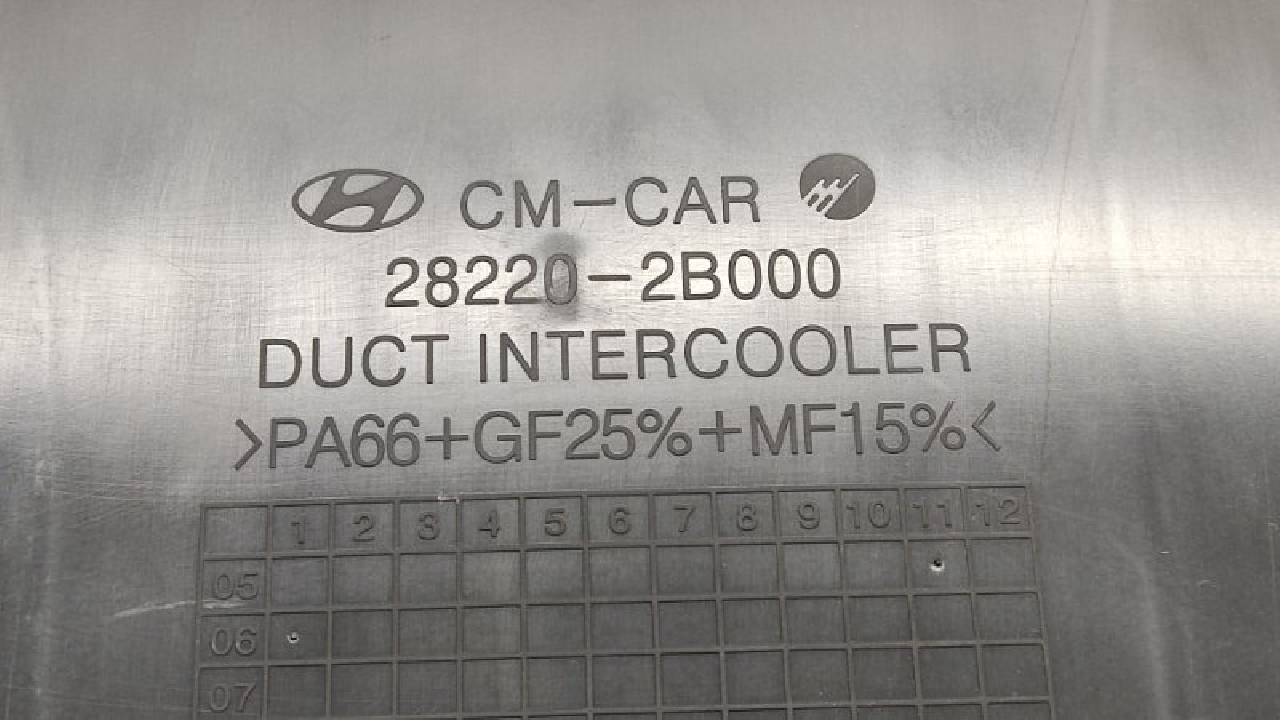 CM-CAR
28220-2B000
DUCT INTERCOOLER
>PA66+GF25%+MF15%<
1 2 3 4 5 6 7 8 9 10 11 12
05
06
07